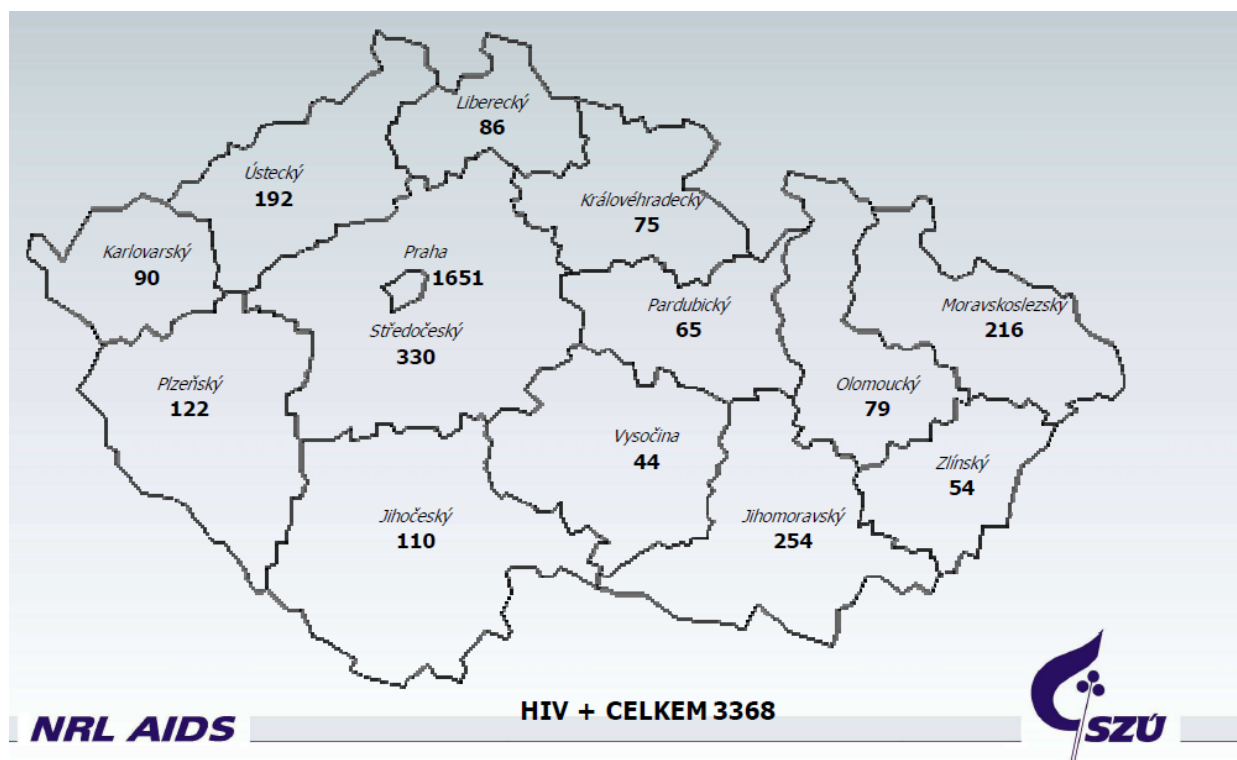 Liberecký
86
Ústecký
192
Královéhradecký
75
Karlovarský
90
Praha
1651
Středočeský
330
Pardubický
65
Moravskoslezský
216
Plzeňský
122
Olomoucký
79
Vysočina
44
Zlínský
54
Jihočeský
110
Jihomoravský
254
HIV + CELKEM 3368
NRL AIDS
SZÚ